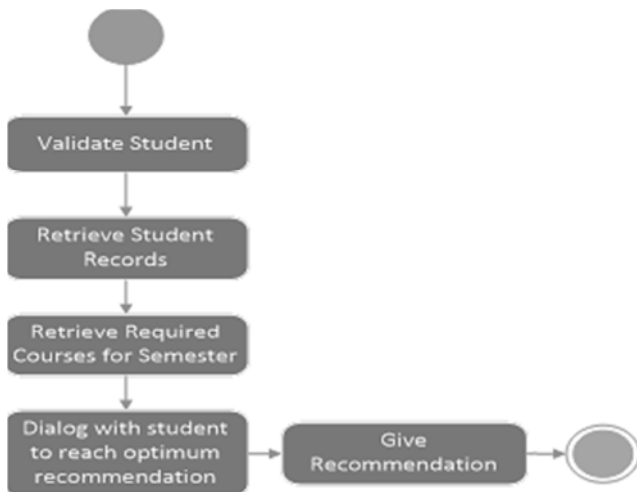 Validate Student
Retrieve Student
Records
Retrieve Required
Courses for Semester
Dialog with student
to reach optimum
recommendation
Give
Recommendation